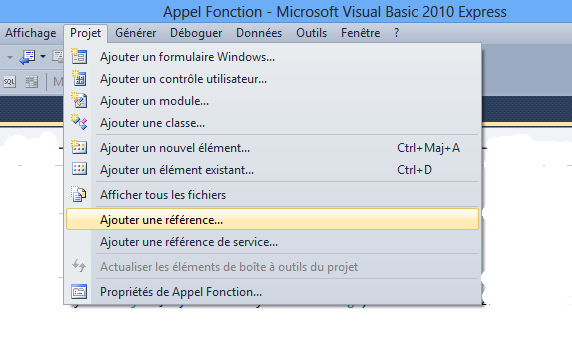 Appel Fonction - Microsoft Visual Basic 2010 Express
Affichage Projet Générer Déboguer Données Outils Fenêtre ?
SQL
Ajouter un formulaire Windows...
Ajouter un contrôle utilisateur...
Ajouter un module...
Ajouter une classe...
Ajouter un nouvel élément... Ctrl+Maj+A
Ajouter un élément existant... Ctrl+D
Afficher tous les fichiers
Ajouter une référence...
Ajouter une référence de service...
Actualiser les éléments de boîte à outils du projet
Propriétés de Appel Fonction...